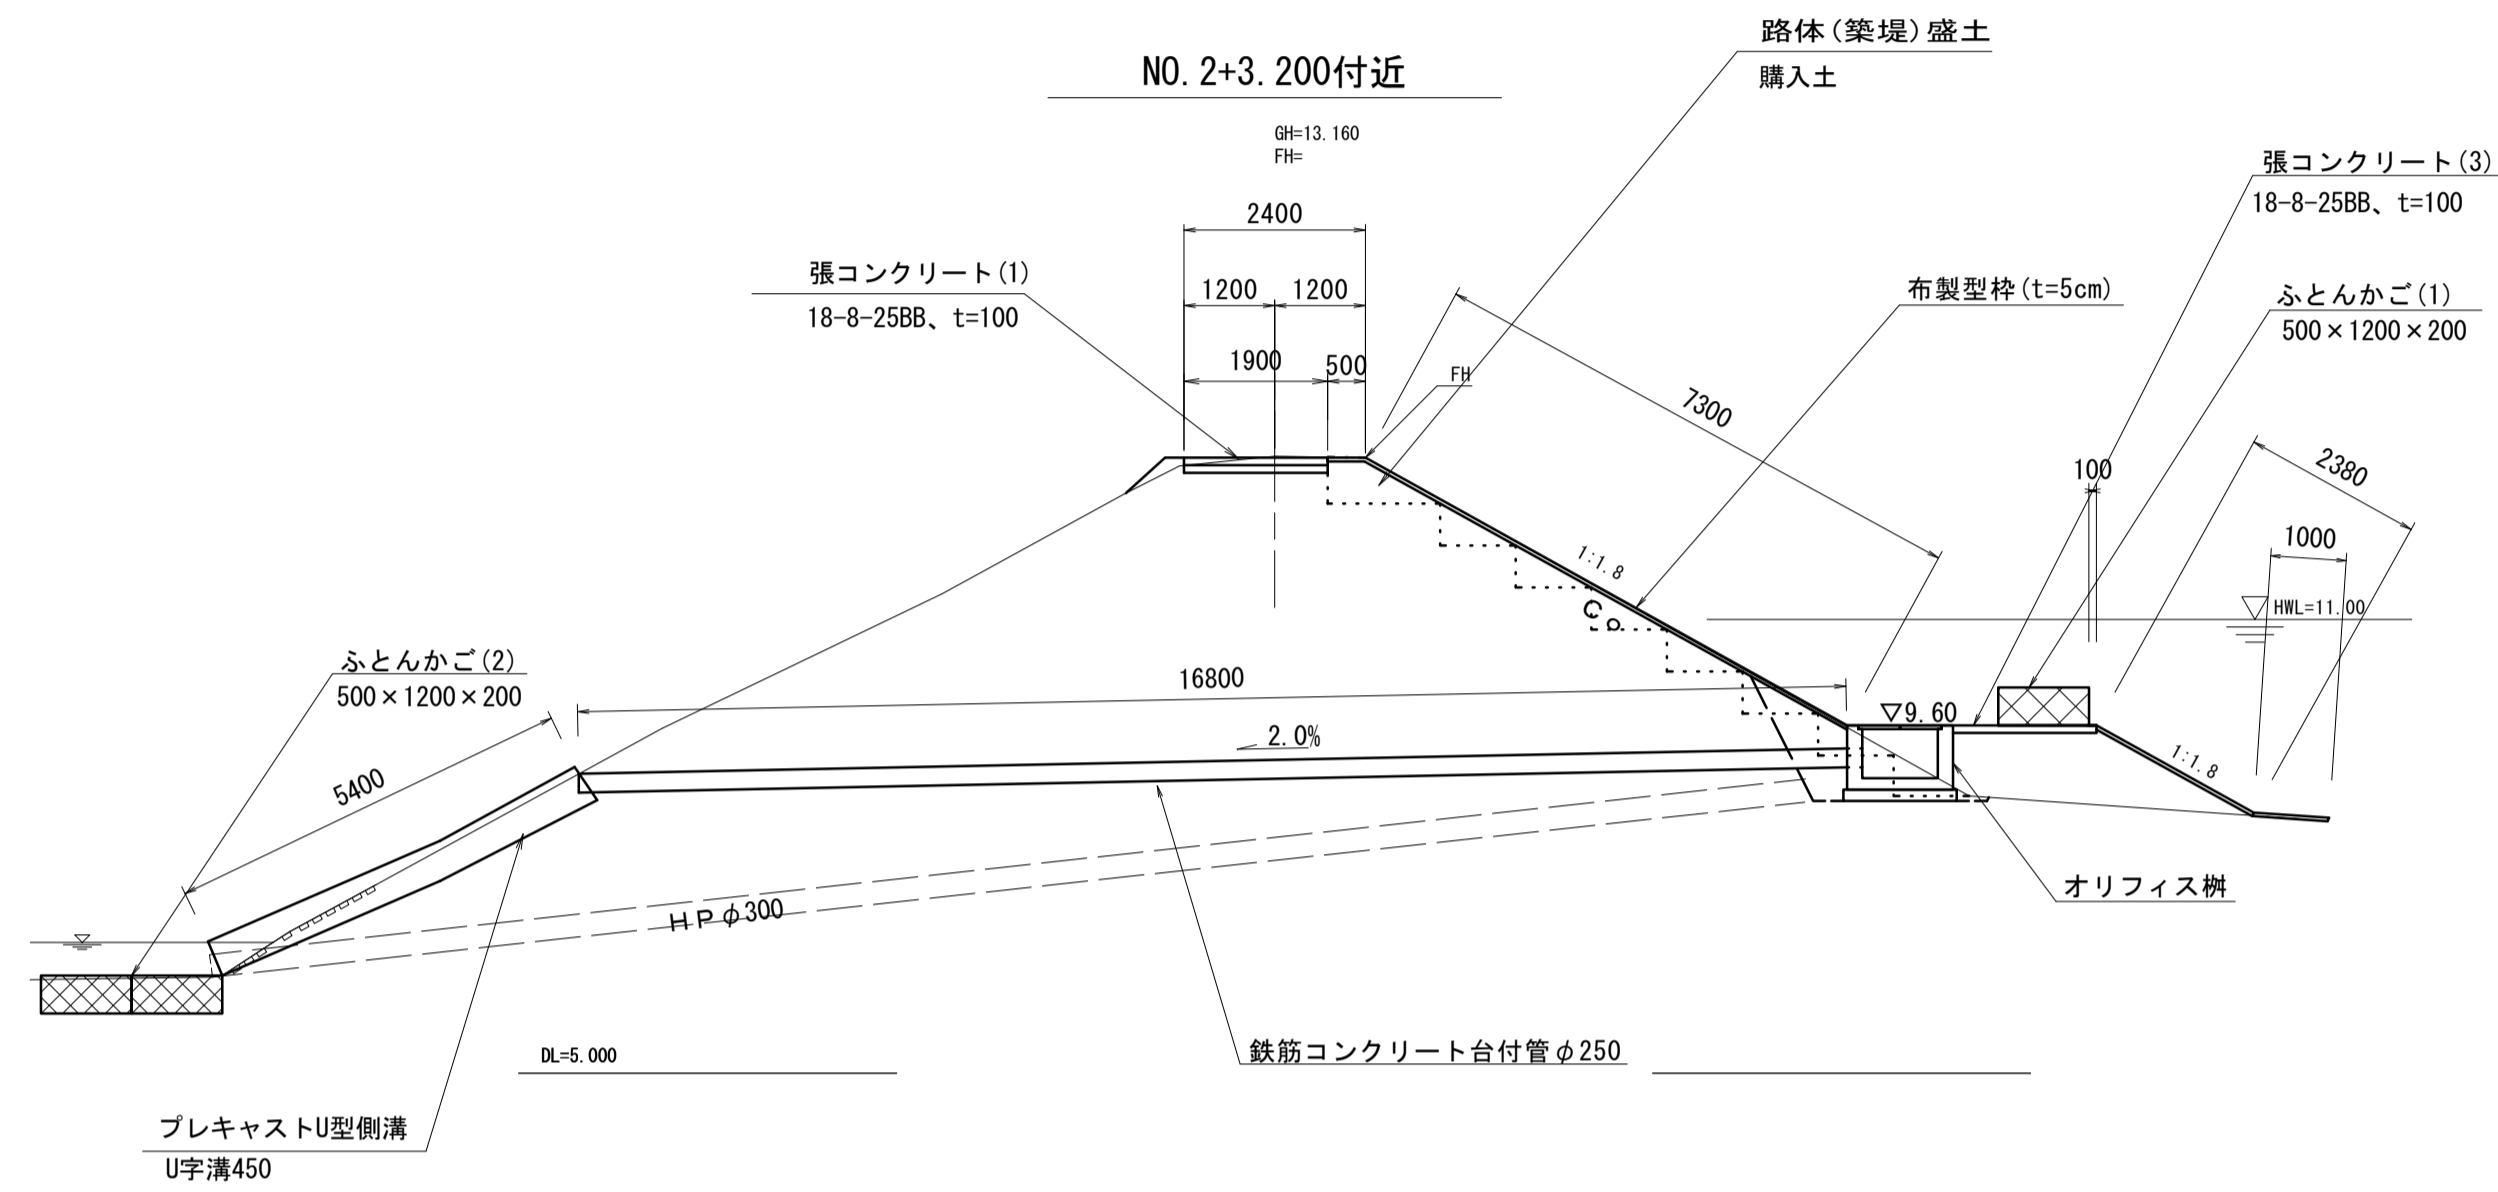 NO.2+3.200付近
GH=13.160
FH=
路体(築堤)盛土
購入土
張コンクリート(3)
18-8-25BB、t=100
2400
張コンクリート(1)
18-8-25BB、t=100
1200
1200
布製型枠(t=5cm)
ふとんかご(1)
500×1200×200
1900
500
FH
7300
100
2380
1000
1:1.8
HWL=11.00
Co
ふとんかご(2)
500×1200×200
16800
9.60
2.0%
1:1.8
5400
オリフィス桝
HPφ300
DL=5.000
鉄筋コンクリート台付管φ250
プレキャストU型側溝
U字溝450